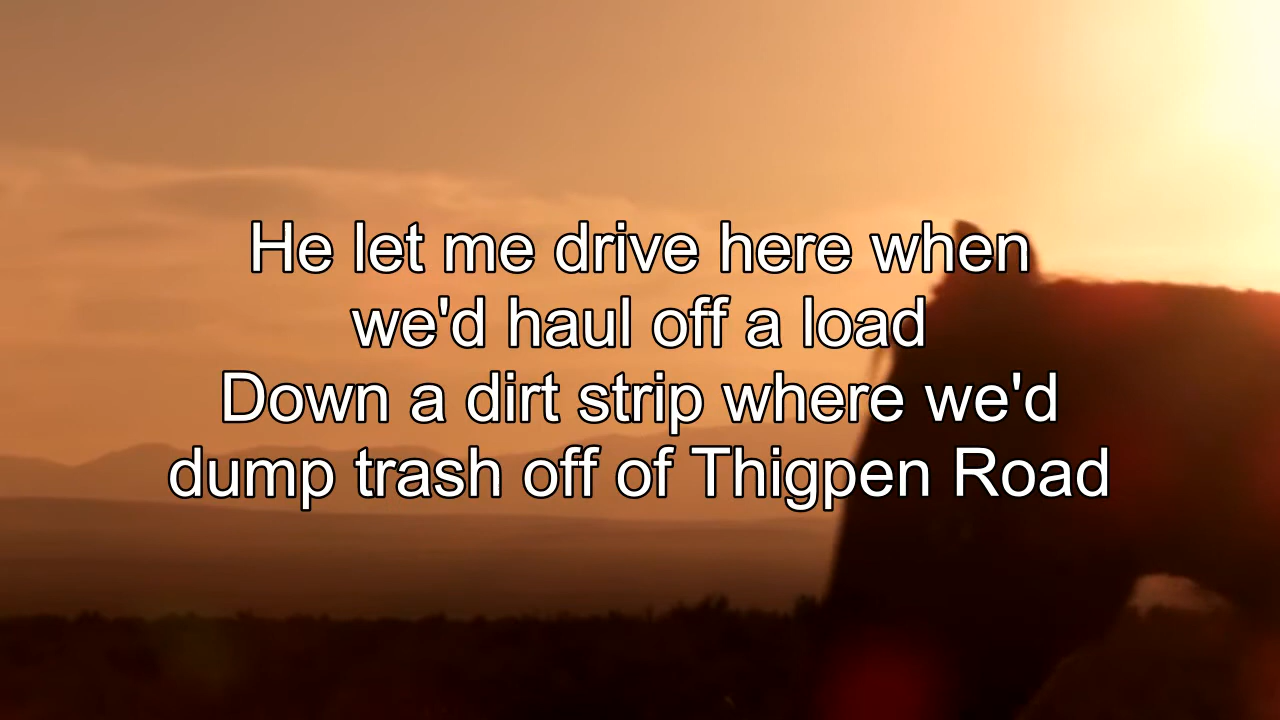 He let me drive here when
we'd haul off a load
Down a dirt strip where we'd
dump trash off of Thigpen Road